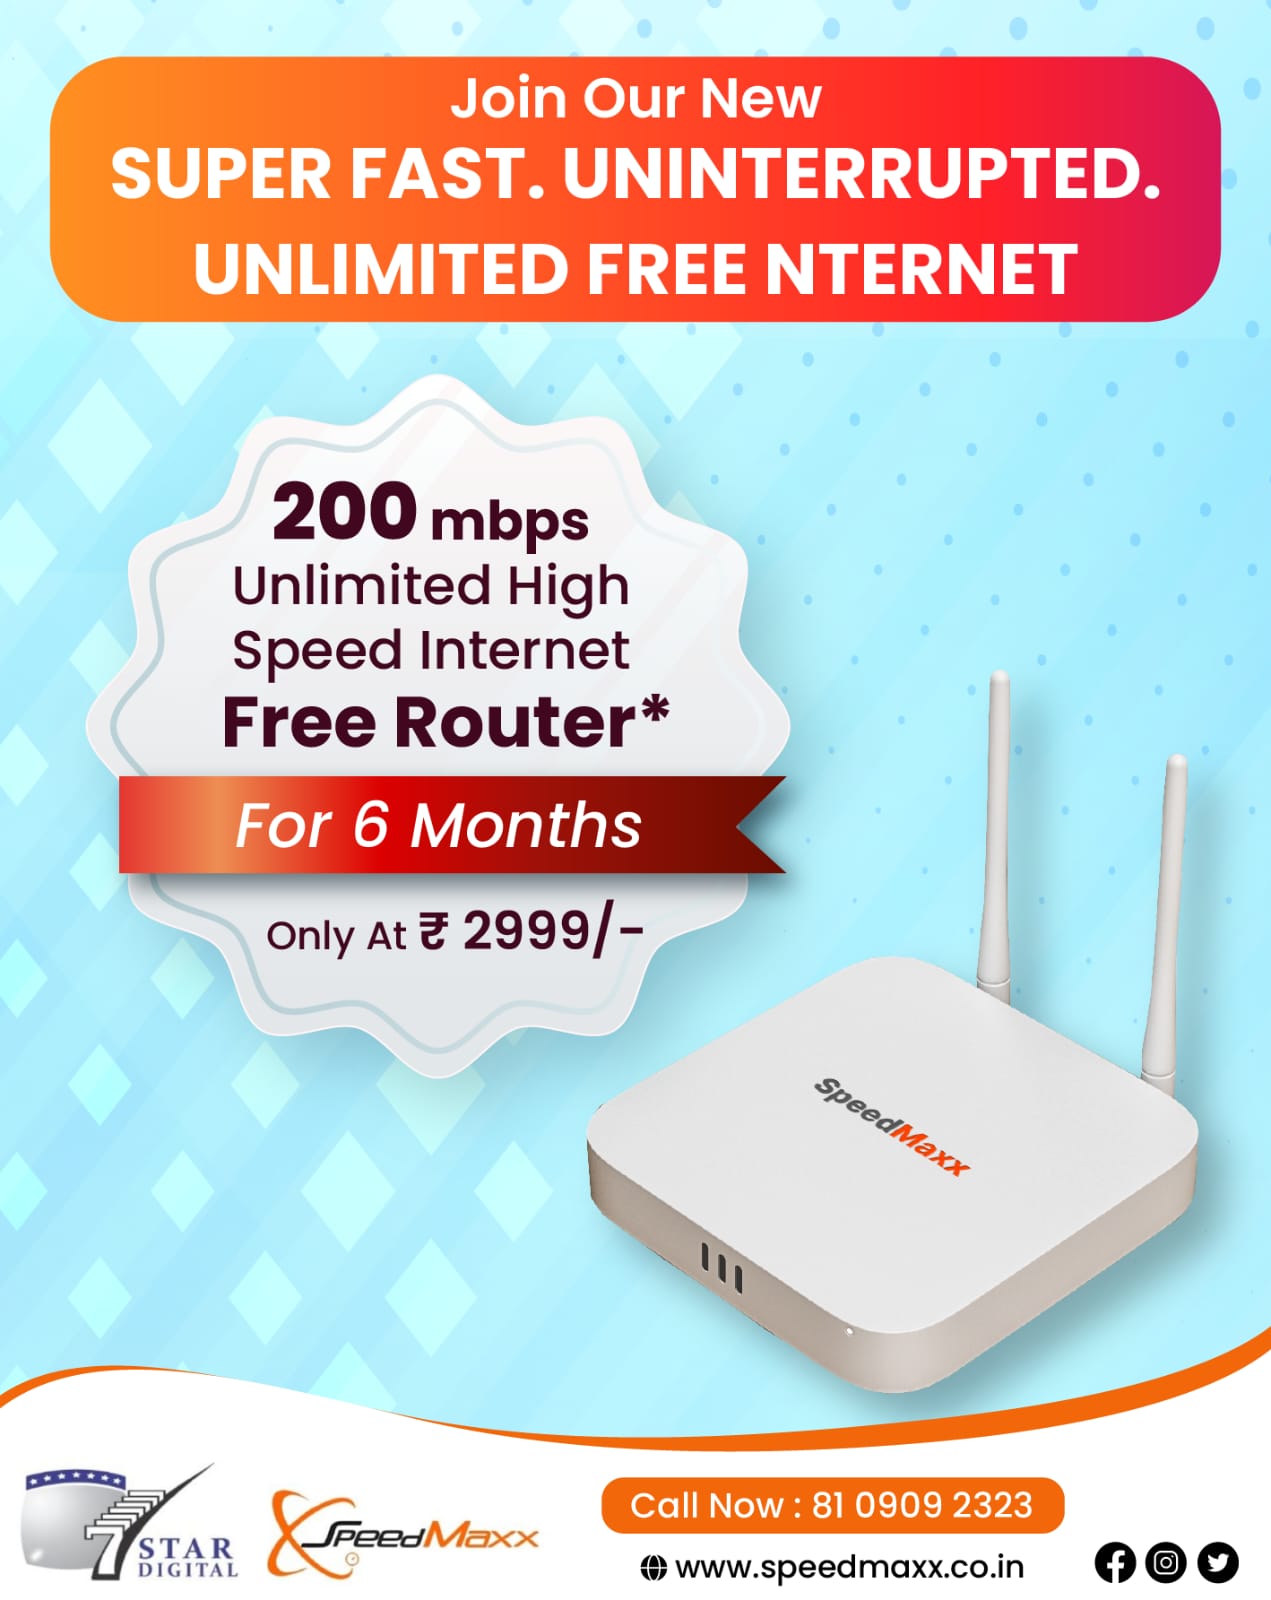 Join Our New
SUPER FAST. UNINTERRUPTED.
UNLIMITED FREE NTERNET
200 mbps
Unlimited High
Speed Internet
Free Router*
For 6 Months
Only At ₹ 2999/-
SpeedMaxx
7 STAR
DIGITAL
SpeedMaxx
Call Now : 81 0909 2323
www.speedmaxx.co.in